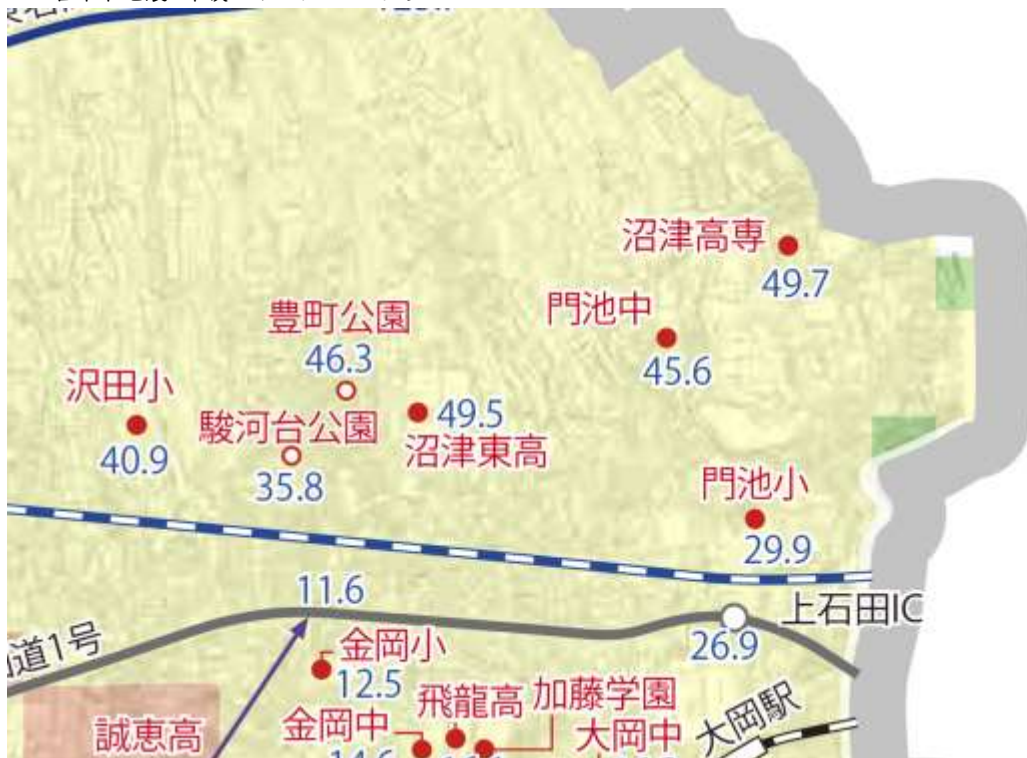 沼津高専
49.7
門池中
45.6
豊町公園
46.3
沢田小
40.9
駿河台公園
35.8
49.5
沼津東高
門池小
29.9
11.6
上石田IC
26.9
道1号
金岡小
12.5
飛龍高
加藤学園
金岡中
大岡中
大岡駅
誠恵高